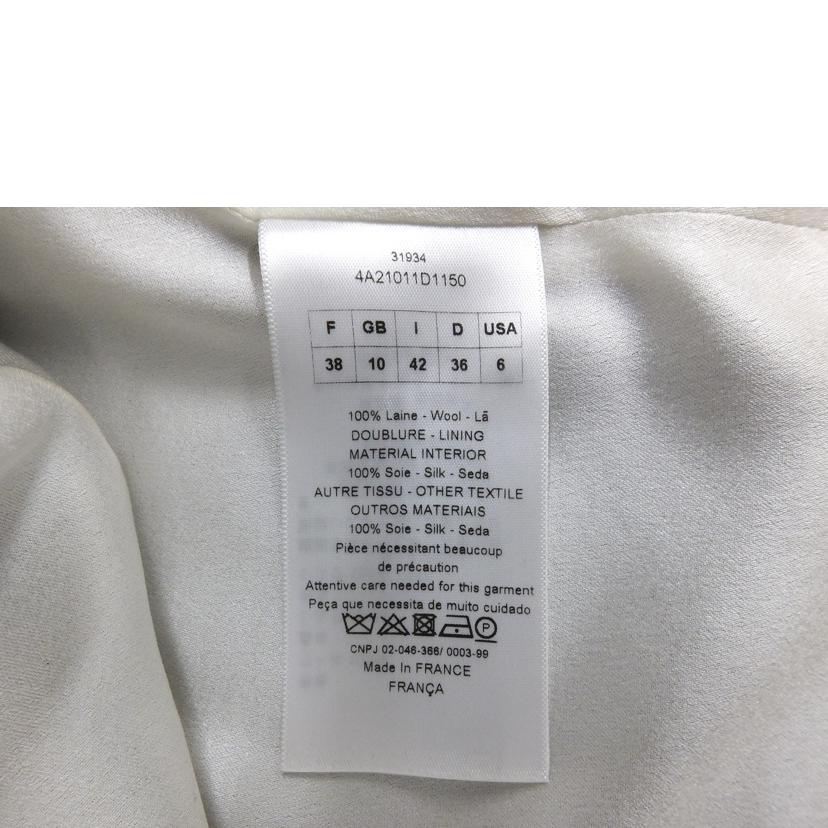 31934
4A21011D1150
F GB I D USA
38 10 42 36 6
100% Laine - Wool - Lã
DOUBLURE - LINING
MATERIAL INTERIOR
100% Soie - Silk - Seda
AUTRE TISSU - OTHER TEXTILE
OUTROS MATERIAIS
100% Soie - Silk - Seda
Pièce nécessitant beaucoup
de précaution
Attentive care needed for this garment
Peça que necessita de muito cuidado
P
CNPJ 02-046-366/ 0003-99
Made In FRANCE
FRANÇA